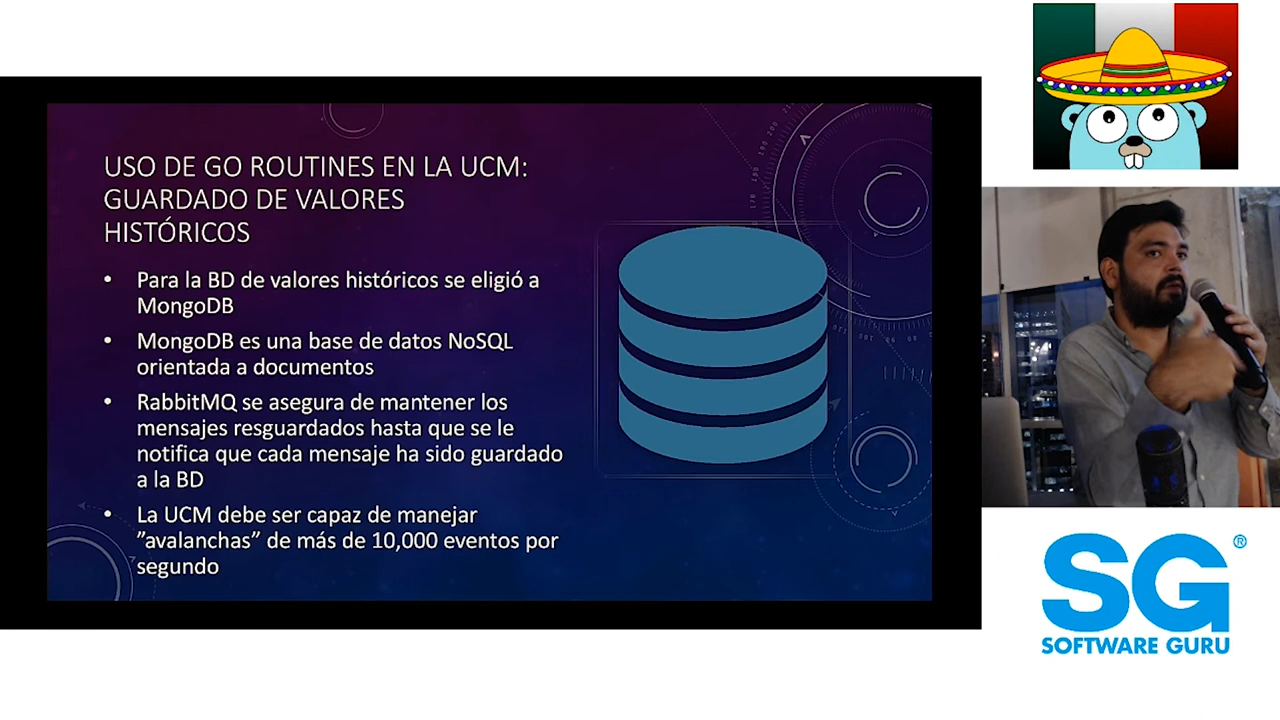 USO DE GO ROUTINES EN LA UCM:
GUARDADO DE VALORES
HISTÓRICOS
• Para la BD de valores históricos se eligió a
MongoDB
• MongoDB es una base de datos NoSQL
orientada a documentos
• RabbitMQ se asegura de mantener los
mensajes resguardados hasta que se le
notifica que cada mensaje ha sido guardado
a la BD
• La UCM debe ser capaz de manejar
”avalanchas” de más de 10,000 eventos por
segundo
SG®
SOFTWARE GURU